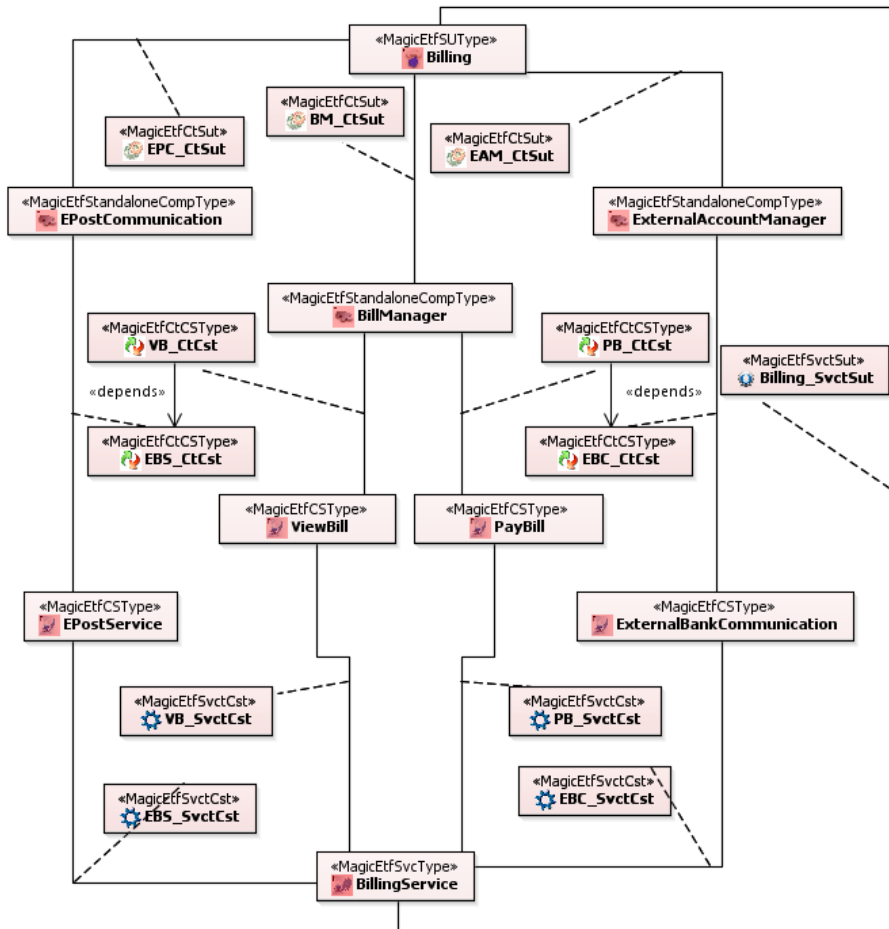 «MagicEtfSUType»
Billing
«MagicEtfCtSut»
BM_CtSut
«MagicEtfCtSut»
EPC_CtSut
«MagicEtfCtSut»
EAM_CtSut
«MagicEtfStandaloneCompType»
EPostCommunication
«MagicEtfStandaloneCompType»
ExternalAccountManager
«MagicEtfStandaloneCompType»
BillManager
«MagicEtfCtCSType»
VB_CtCst
«MagicEtfCtCSType»
PB_CtCst
«MagicEtfSvctSut»
Billing_SvctSut
«depends»
«depends»
«MagicEtfCtCSType»
EBS_CtCst
«MagicEtfCtCSType»
EBC_CtCst
«MagicEtfCSType»
ViewBill
«MagicEtfCSType»
PayBill
«MagicEtfCSType»
EPostService
«MagicEtfCSType»
ExternalBankCommunication
«MagicEtfSvctCst»
VB_SvctCst
«MagicEtfSvctCst»
PB_SvctCst
«MagicEtfSvctCst»
EBS_SvctCst
«MagicEtfSvctCst»
EBC_SvctCst
«MagicEtfSvcType»
BillingService